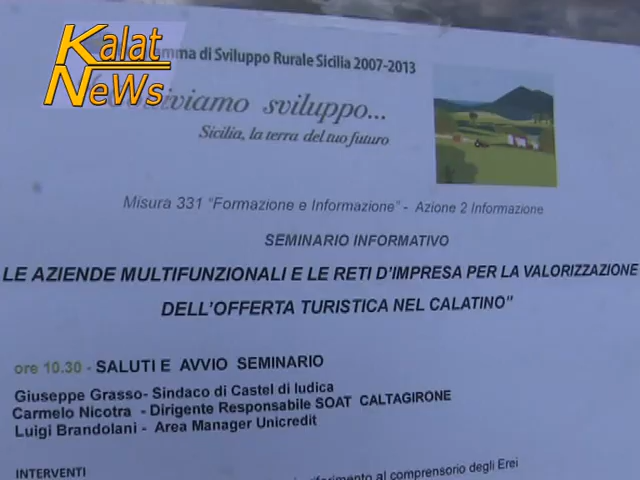 Kalat
NeWs
di Sviluppo Rurale Sicilia 2007-2013
sviluppo...
Sicilia, la terra del tuo futuro
Misura 331 "Formazione e Informazione" - Azione 2 Informazione
SEMINARIO INFORMATIVO
LE AZIENDE MULTIFUNZIONALI E LE RETI D'IMPRESA PER LA VALORIZZAZIONE
DELL'OFFERTA TURISTICA NEL CALATINO"
ore 10.30 - SALUTI E AVVIO SEMINARIO
Giuseppe Grasso- Sindaco di Castel di Iudica
Carmelo Nicotra - Dirigente Responsabile SOAT CALTAGIRONE
Luigi Brandolani - Area Manager Unicredit
INTERVENTI
al comprensorio degli Erei